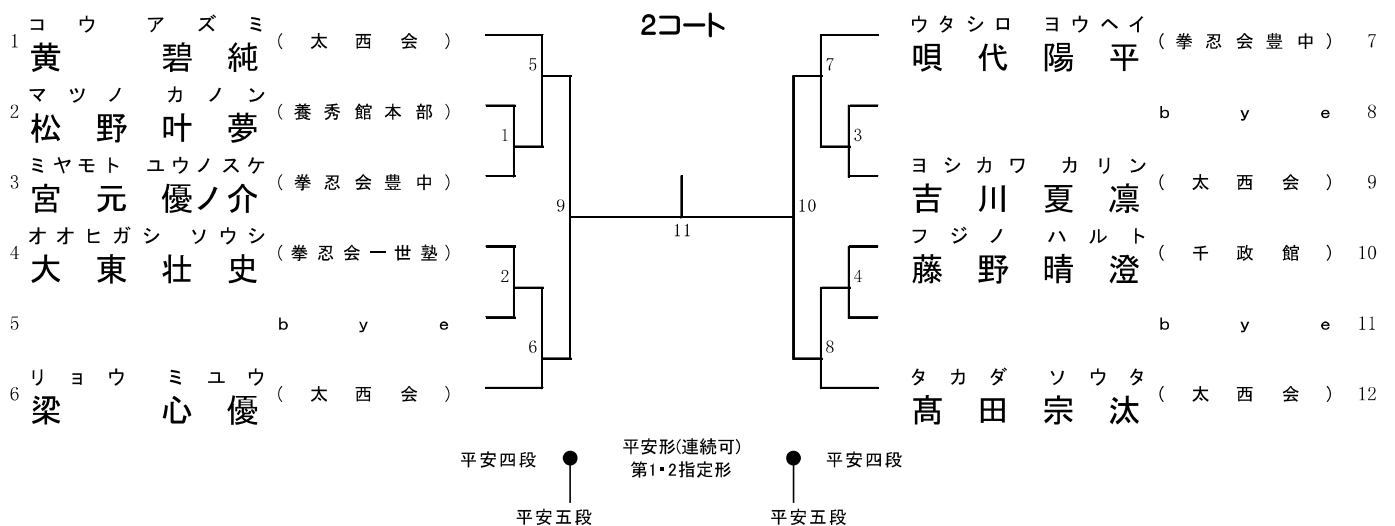 2コート
コウ アズミ
1 黄 碧純 (太西会)
5
マツノ カノン
2 松野叶夢 (養秀館本部)
1
ミヤモト ユウノスケ
3 宮元優ノ介 (拳忍会豊中)
9
オオヒガシ ソウシ
4 大東壮史 (拳忍会一世塾)
2
5 bye
6
リョウ ミユウ
6 梁 心優 (太西会)
11
ウタシロ ヨウヘイ
唄代陽平 (拳忍会豊中) 7
7
bye 8
3
ヨシカワ カリン
吉川夏凛 (太西会) 9
10
フジノ ハルト
藤野晴澄 (千政館) 10
4
bye 11
8
タカダ ソウタ
髙田宗汰 (太西会) 12
平安形(連続可)
第1・2指定形
平安四段
平安五段
平安四段
平安五段